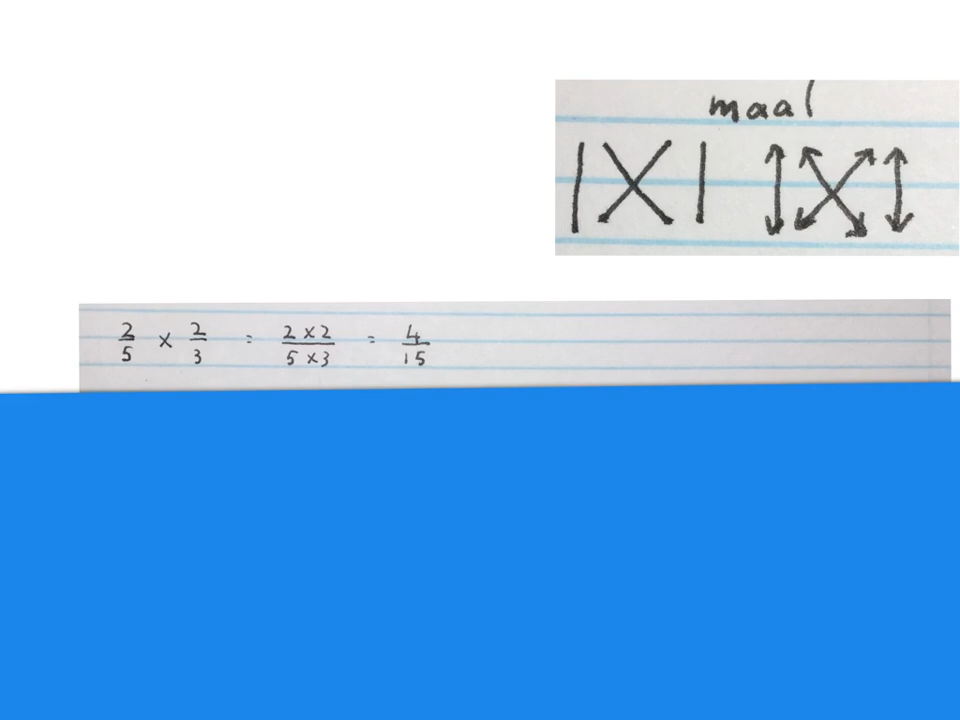 maal
| X | ↕ ⤡⤢ ↕
2/5 × 2/3 = 2×2/5×3 = 4/15